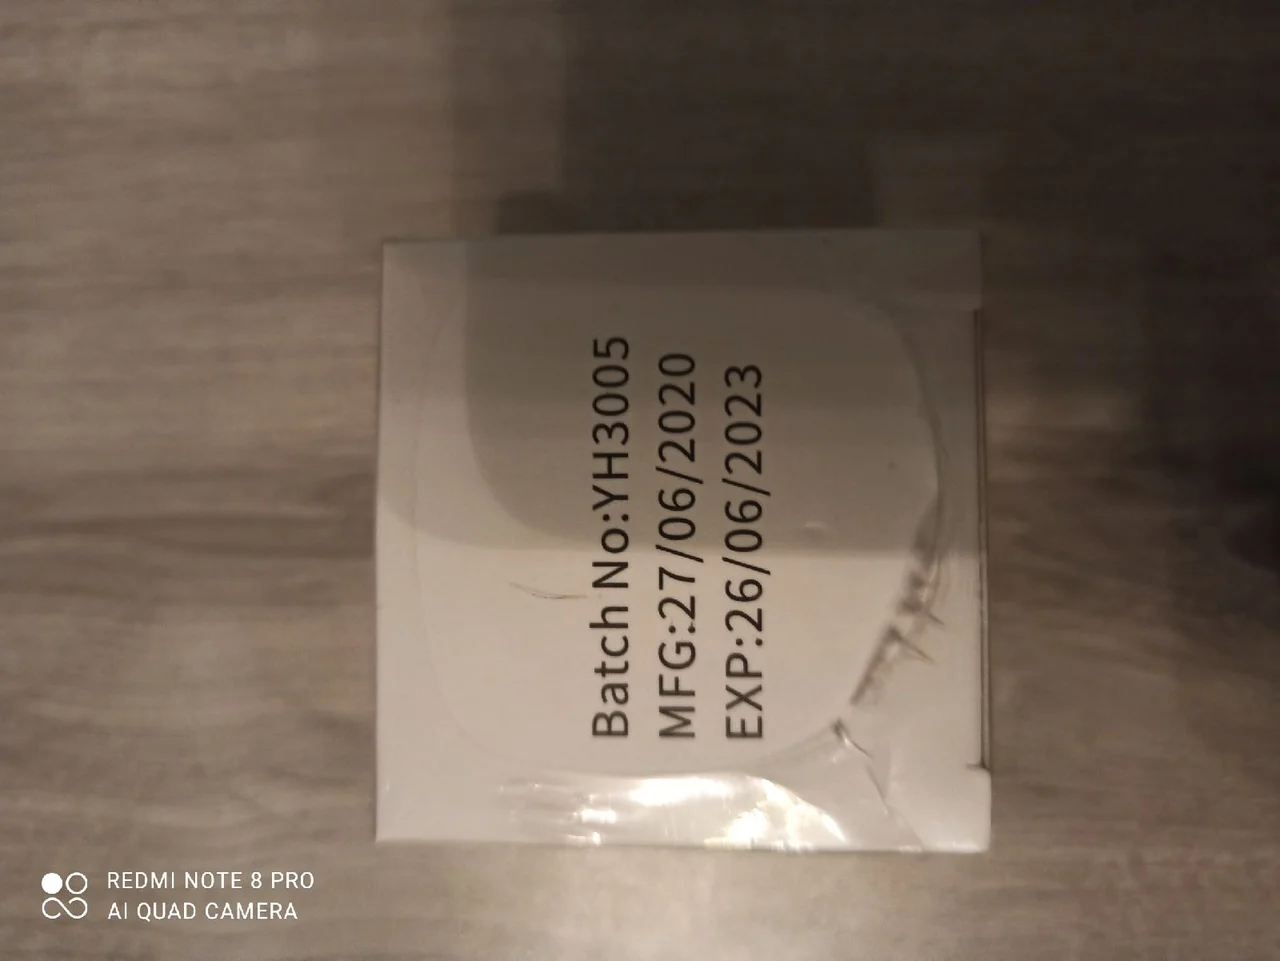 Batch No:YH3005
MFG:27/06/2020
EXP:26/06/2023
REDMI NOTE 8 PRO
AI QUAD CAMERA